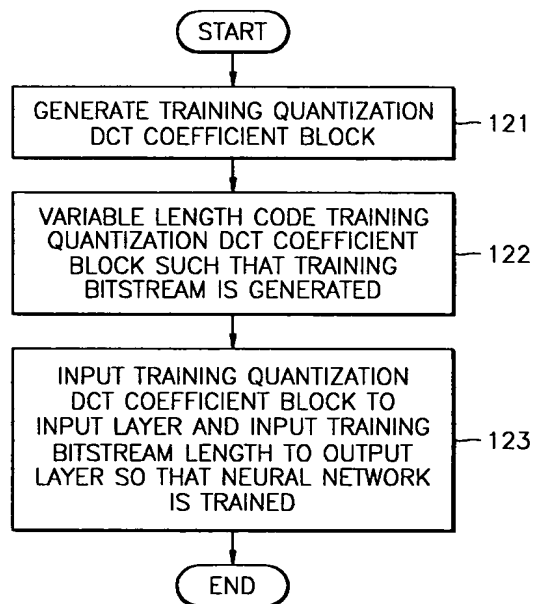 START
GENERATE TRAINING QUANTIZATION
DCT COEFFICIENT BLOCK
121
VARIABLE LENGTH CODE TRAINING
QUANTIZATION DCT COEFFICIENT
BLOCK SUCH THAT TRAINING
BITSTREAM IS GENERATED
122
INPUT TRAINING QUANTIZATION
DCT COEFFICIENT BLOCK TO
INPUT LAYER AND INPUT TRAINING
BITSTREAM LENGTH TO OUTPUT
LAYER SO THAT NEURAL NETWORK
IS TRAINED
123
END